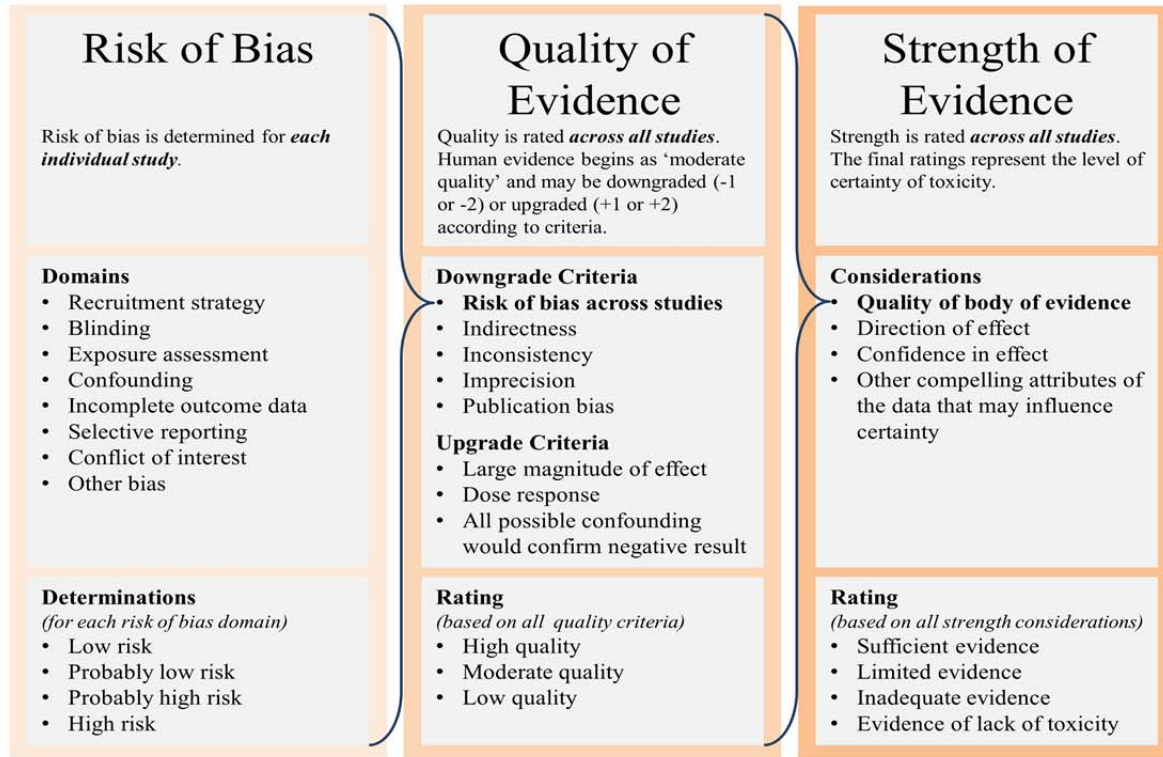 Risk of Bias
Risk of bias is determined for each
individual study.
Domains
• Recruitment strategy
• Blinding
• Exposure assessment
• Confounding
• Incomplete outcome data
• Selective reporting
• Conflict of interest
• Other bias
Determinations
(for each risk of bias domain)
• Low risk
• Probably low risk
• Probably high risk
• High risk
Quality of
Evidence
Quality is rated across all studies.
Human evidence begins as ‘moderate
quality’ and may be downgraded (-1
or -2) or upgraded (+1 or +2)
according to criteria.
Downgrade Criteria
• Risk of bias across studies
• Indirectness
• Inconsistency
• Imprecision
• Publication bias
Upgrade Criteria
• Large magnitude of effect
• Dose response
• All possible confounding
would confirm negative result
Rating
(based on all quality criteria)
• High quality
• Moderate quality
• Low quality
Strength of
Evidence
Strength is rated across all studies.
The final ratings represent the level of
certainty of toxicity.
Considerations
• Quality of body of evidence
• Direction of effect
• Confidence in effect
• Other compelling attributes of
the data that may influence
certainty
Rating
(based on all strength considerations)
• Sufficient evidence
• Limited evidence
• Inadequate evidence
• Evidence of lack of toxicity